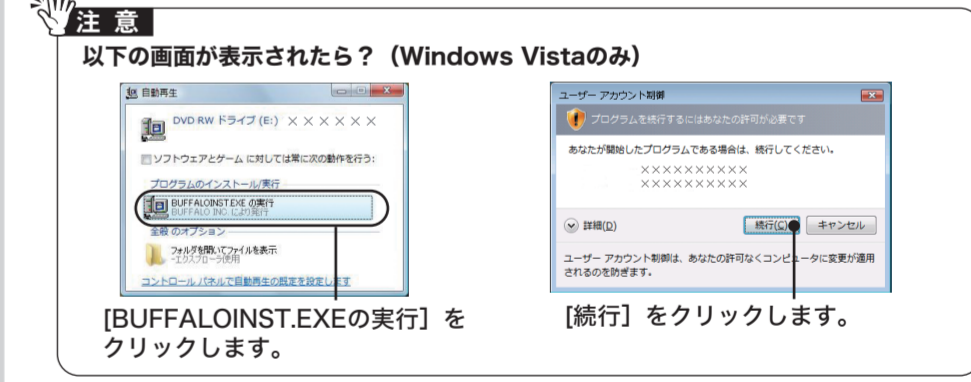 注 意
以下の画面が表示されたら？（Windows Vistaのみ）
自動再生
DVD RW ドライブ (E:) ××××××
ソフトウェアとゲーム に対しては常に次の動作を行う:
プログラムのインストール/実行
BUFFALOINST.EXE の実行
BUFFALO INC. により発行
全般 のオプション
フォルダを開いてファイルを表示
-エクスプローラ使用
コントロール パネルで自動再生の既定を設定します
[BUFFALOINST.EXEの実行］を
クリックします。
ユーザー アカウント制御
プログラムを続行するにはあなたの許可が必要です
あなたが開始したプログラムである場合は、続行してください。
××××××××××
××××××××××
詳細(D)
続行(C)
キャンセル
ユーザー アカウント制御は、あなたの許可なくコンピュータに変更が適用
されるのを防ぎます。
[続行］をクリックします。